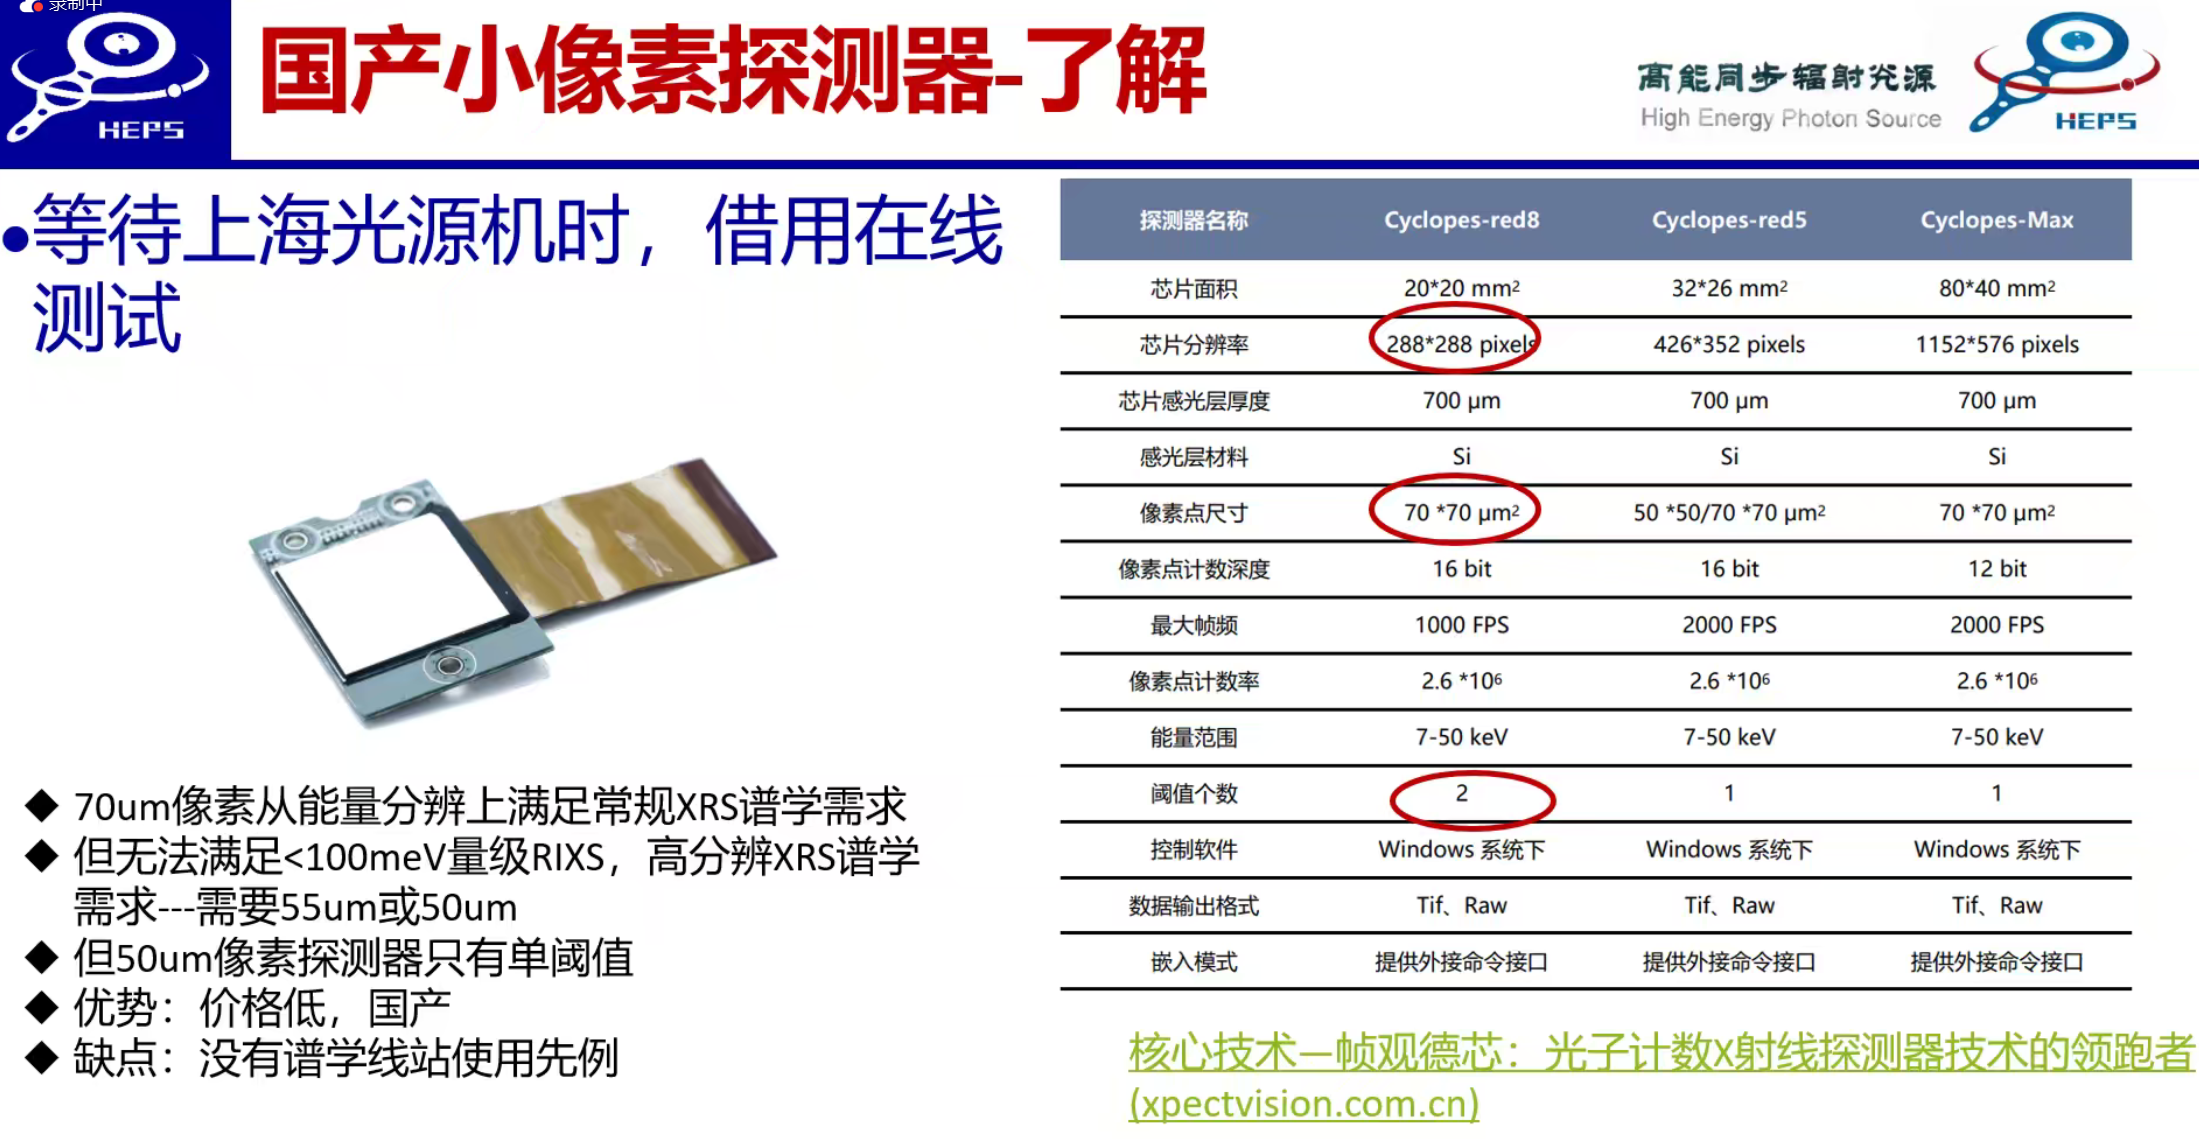 录制中
HEPS
国产小像素探测器-了解
高能同步辐射光源
High Energy Photon Source
HEPS
•等待上海光源机时，借用在线
测试
◆ 70um像素从能量分辨上满足常规XRS谱学需求
◆ 但无法满足<100meV量级RIXS，高分辨XRS谱学
需求---需要55um或50um
◆ 但50um像素探测器只有单阈值
◆ 优势：价格低，国产
◆ 缺点：没有谱学线站使用先例
探测器名称 Cyclopes-red8 Cyclopes-red5 Cyclopes-Max
芯片面积 20*20 mm² 32*26 mm² 80*40 mm²
芯片分辨率 288*288 pixels 426*352 pixels 1152*576 pixels
芯片感光层厚度 700 μm 700 μm 700 μm
感光层材料 Si Si Si
像素点尺寸 70 *70 μm² 50 *50/70 *70 μm² 70 *70 μm²
像素点计数深度 16 bit 16 bit 12 bit
最大帧频 1000 FPS 2000 FPS 2000 FPS
像素点计数率 2.6 *10⁶ 2.6 *10⁶ 2.6 *10⁶
能量范围 7-50 keV 7-50 keV 7-50 keV
阈值个数 2 1 1
控制软件 Windows 系统下 Windows 系统下 Windows 系统下
数据输出格式 Tif、Raw Tif、Raw Tif、Raw
嵌入模式 提供外接命令接口 提供外接命令接口 提供外接命令接口
核心技术—帧观德芯：光子计数X射线探测器技术的领跑者
(xpectvision.com.cn)